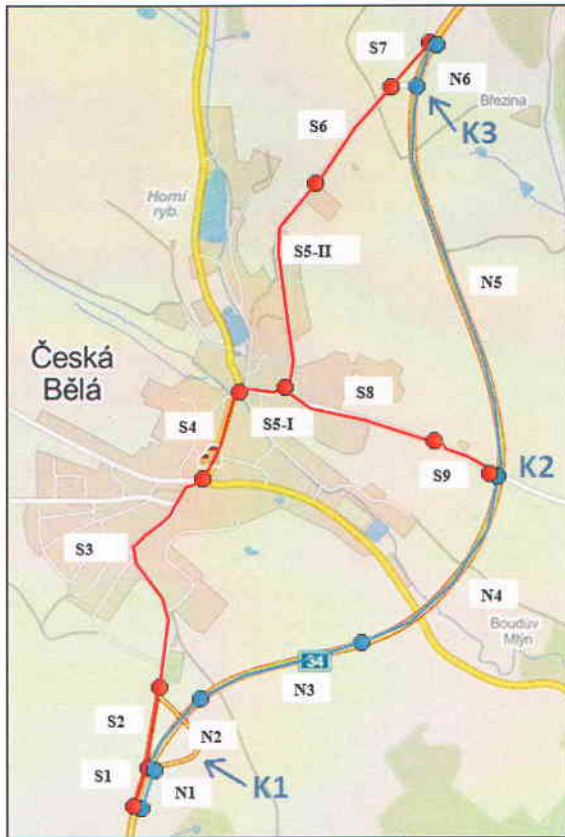 S7
N6
Březina
K3
S6
Horní
ryb.
S5-II
N5
Česká
Bělá
S8
S4
S5-I
S9
K2
S3
N4
Boudův
Mlýn
34
N3
S2
N2
S1
N1
K1